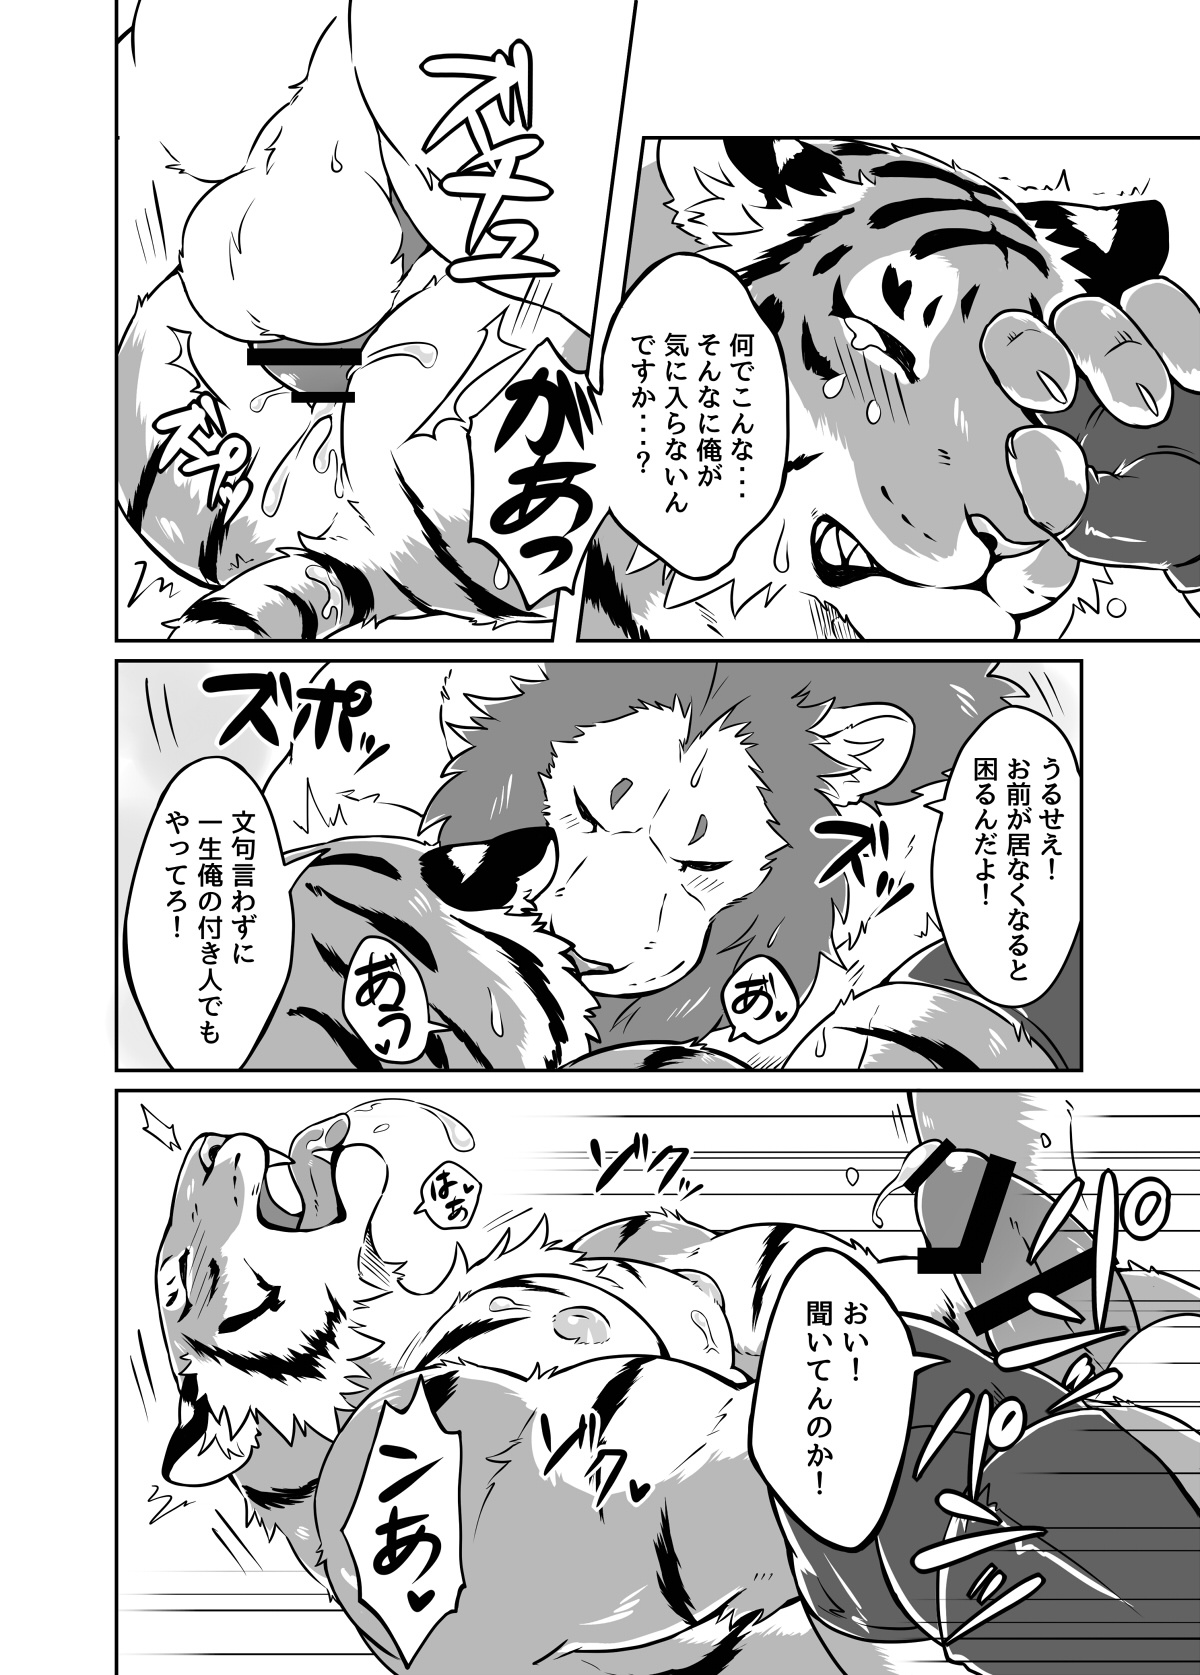 何でこんな・・・
そんなに俺が
気に入らないん
ですか・・・?
ズチュ
があっ
ズプッ
うるせえ!
お前が居なくなると
困るんだよ!
ズポッ
ズズ
あ゛♥
あ゛っ♥
文句言わずに
一生俺の付き人でも
やってろ!
パン
パン
ゾクッ
はぁ♥
おい!
聞いてんのか!
ゾクッ♥
ンあ゛♥